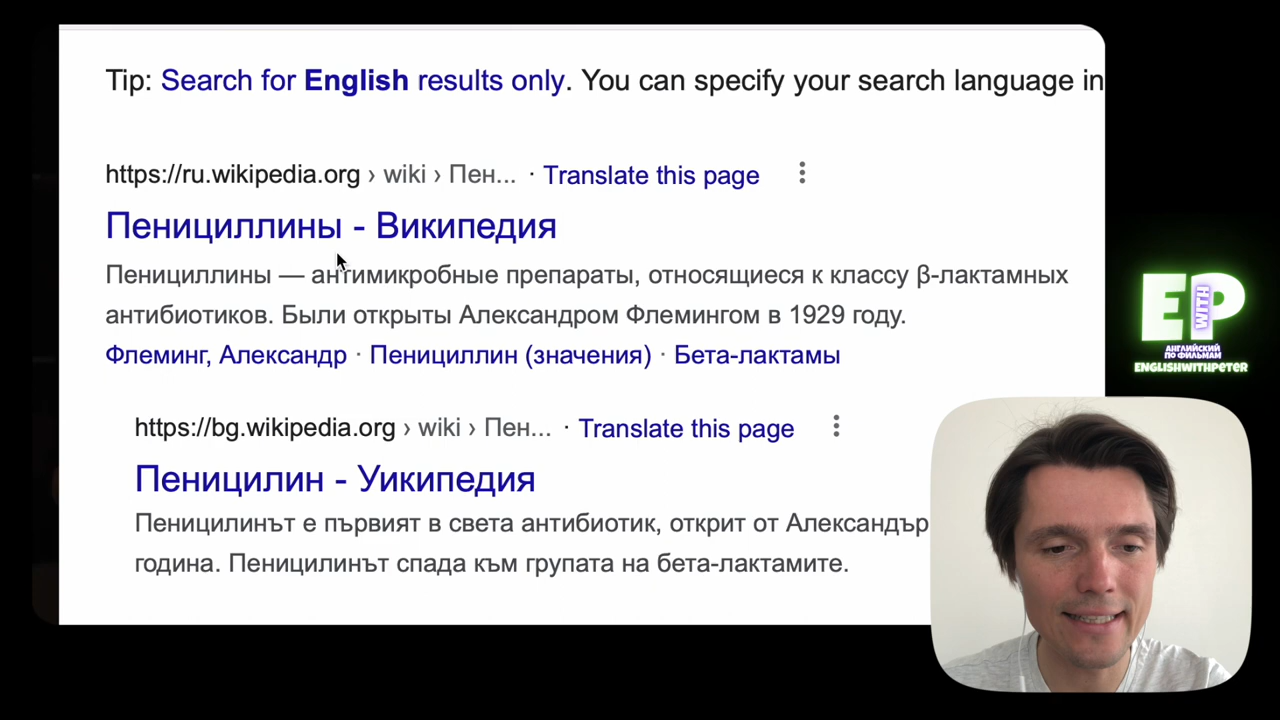 Tip: Search for English results only. You can specify your search language in
https://ru.wikipedia.org › wiki › Пен... · Translate this page
Пенициллины - Википедия
Пенициллины — антимикробные препараты, относящиеся к классу β-лактамных
антибиотиков. Были открыты Александром Флемингом в 1929 году.
Флеминг, Александр · Пенициллин (значения) · Бета-лактамы
https://bg.wikipedia.org › wiki › Пен... · Translate this page
Пеницилин - Уикипедия
Пеницилинът е първият в света антибиотик, открит от Александър
година. Пеницилинът спада към групата на бета-лактамите.
EP
WITH
АНГЛИЙСКИЙ
ПО ФИЛЬМАМ
ENGLISHWITHPETER